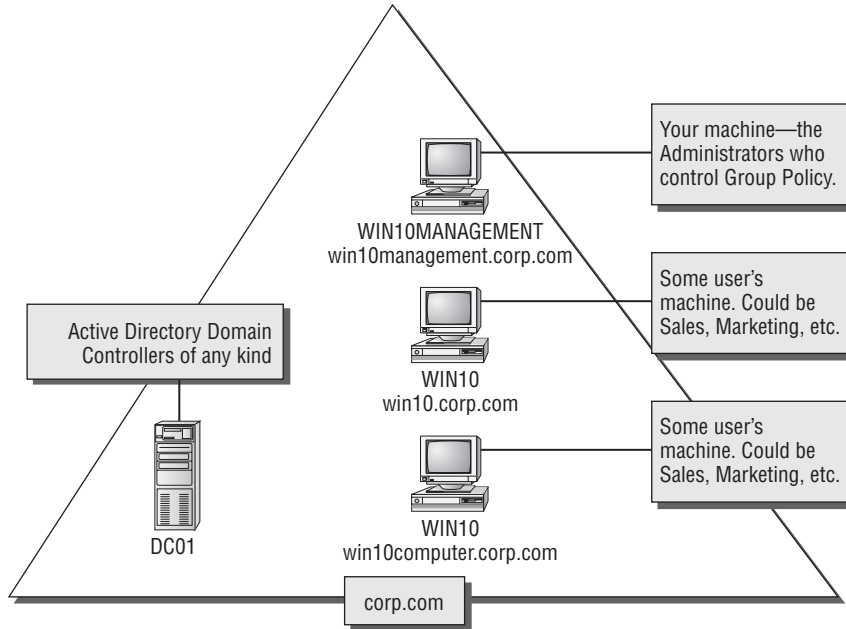 Your machine—the
Administrators who
control Group Policy.
WIN10MANAGEMENT
win10management.corp.com
Some user's
machine. Could be
Sales, Marketing, etc.
Active Directory Domain
Controllers of any kind
WIN10
win10.corp.com
Some user's
machine. Could be
Sales, Marketing, etc.
WIN10
win10computer.corp.com
DC01
corp.com